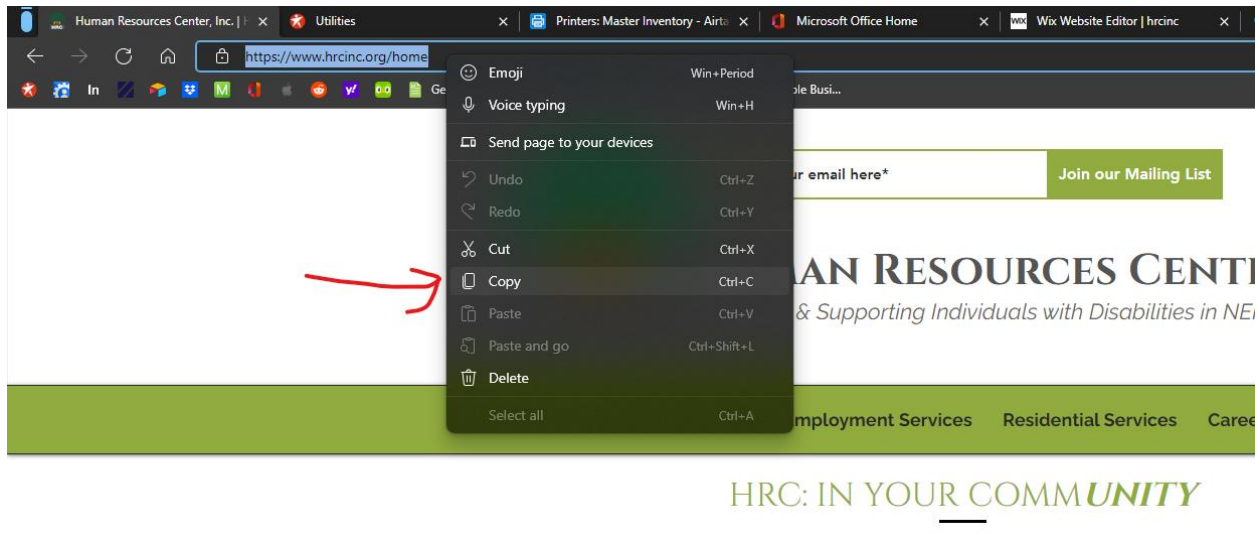 Human Resources Center, Inc. | H
Utilities
Printers: Master Inventory - Airta
Microsoft Office Home
Wix Website Editor | hrcinc
https://www.hrcinc.org/home
Ge
ple Busi...
Emoji Win+Period
Voice typing Win+H
Send page to your devices
Undo Ctrl+Z
Redo Ctrl+Y
Cut Ctrl+X
Copy Ctrl+C
Paste Ctrl+V
Paste and go Ctrl+Shift+L
Delete
Select all Ctrl+A
ur email here*
Join our Mailing List
AN RESOURCES CENT
& Supporting Individuals with Disabilities in NE
mployment Services Residential Services Caree
HRC: IN YOUR COMMUNITY